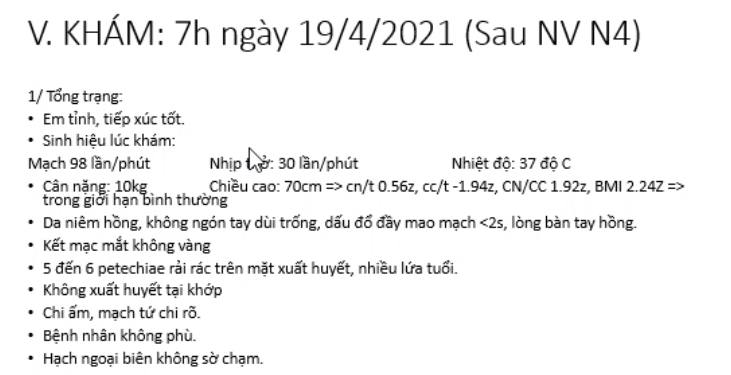 V. KHÁM: 7h ngày 19/4/2021 (Sau NV N4)
1/ Tổng trạng:
• Em tỉnh, tiếp xúc tốt.
• Sinh hiệu lúc khám:
Mạch 98 lần/phút Nhịp thở: 30 lần/phút Nhiệt độ: 37 độ C
• Cân nặng: 10kg Chiều cao: 70cm => cn/t 0.56z, cc/t -1.94z, CN/CC 1.92z, BMI 2.24Z =>
trong giới hạn bình thường
• Da niêm hồng, không ngón tay dùi trống, dấu đổ đầy mao mạch <2s, lòng bàn tay hồng.
• Kết mạc mắt không vàng
• 5 đến 6 petechiae rải rác trên mặt xuất huyết, nhiều lứa tuổi.
• Không xuất huyết tại khớp
• Chi ấm, mạch tứ chi rõ.
• Bệnh nhân không phù.
• Hạch ngoại biên không sờ chạm.